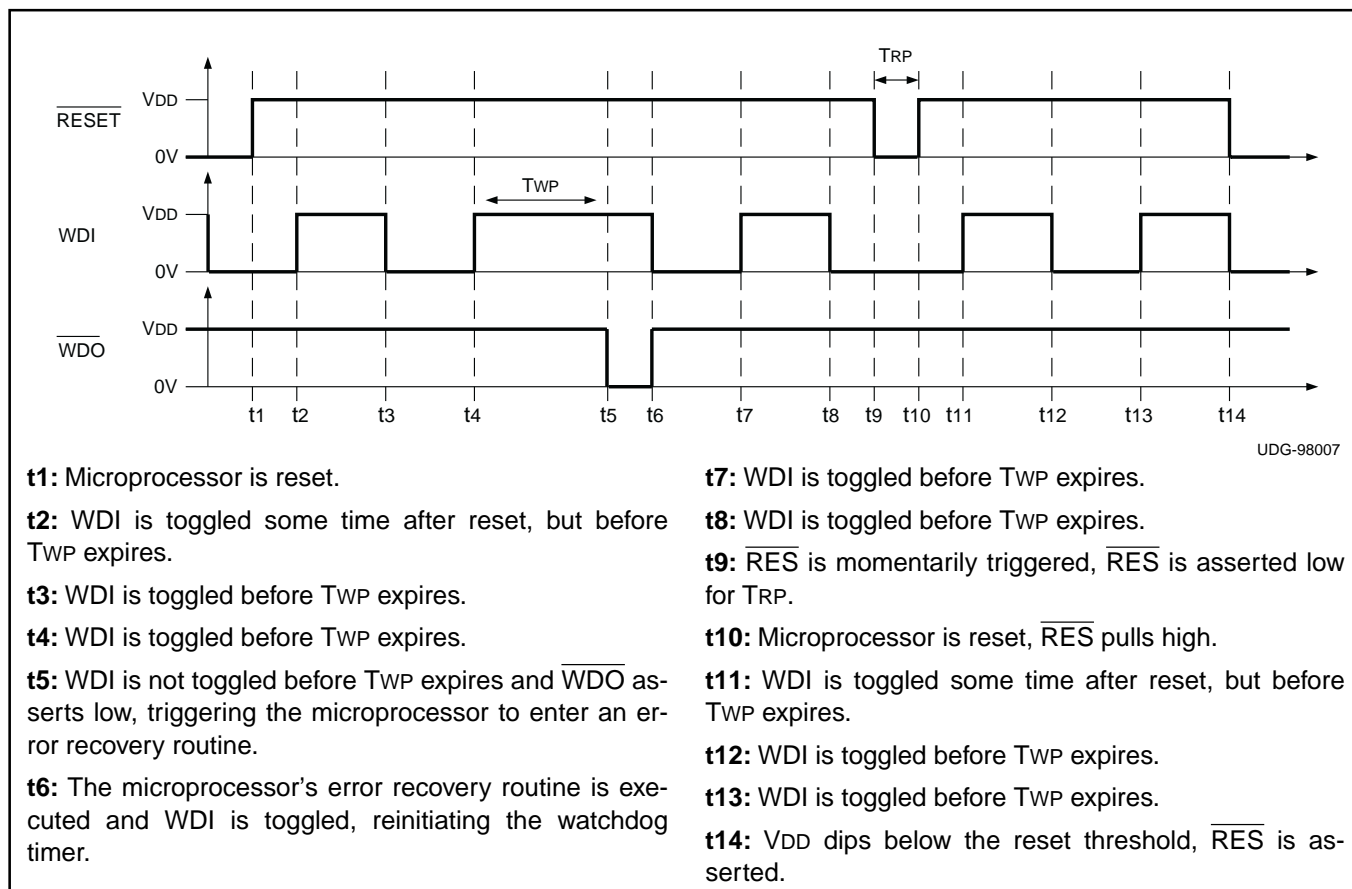 TRP
VDD
RESET
0V
TWP
VDD
WDI
0V
VDD
WDO
0V
t1 t2 t3 t4 t5 t6 t7 t8 t9 t10 t11 t12 t13 t14
UDG-98007
t1: Microprocessor is reset.
t2: WDI is toggled some time after reset, but before
TWP expires.
t3: WDI is toggled before TWP expires.
t4: WDI is toggled before TWP expires.
t5: WDI is not toggled before TWP expires and WDO as-
serts low, triggering the microprocessor to enter an er-
ror recovery routine.
t6: The microprocessor's error recovery routine is exe-
cuted and WDI is toggled, reinitiating the watchdog
timer.
t7: WDI is toggled before TWP expires.
t8: WDI is toggled before TWP expires.
t9: RES is momentarily triggered, RES is asserted low
for TRP.
t10: Microprocessor is reset, RES pulls high.
t11: WDI is toggled some time after reset, but before
TWP expires.
t12: WDI is toggled before TWP expires.
t13: WDI is toggled before TWP expires.
t14: VDD dips below the reset threshold, RES is as-
serted.